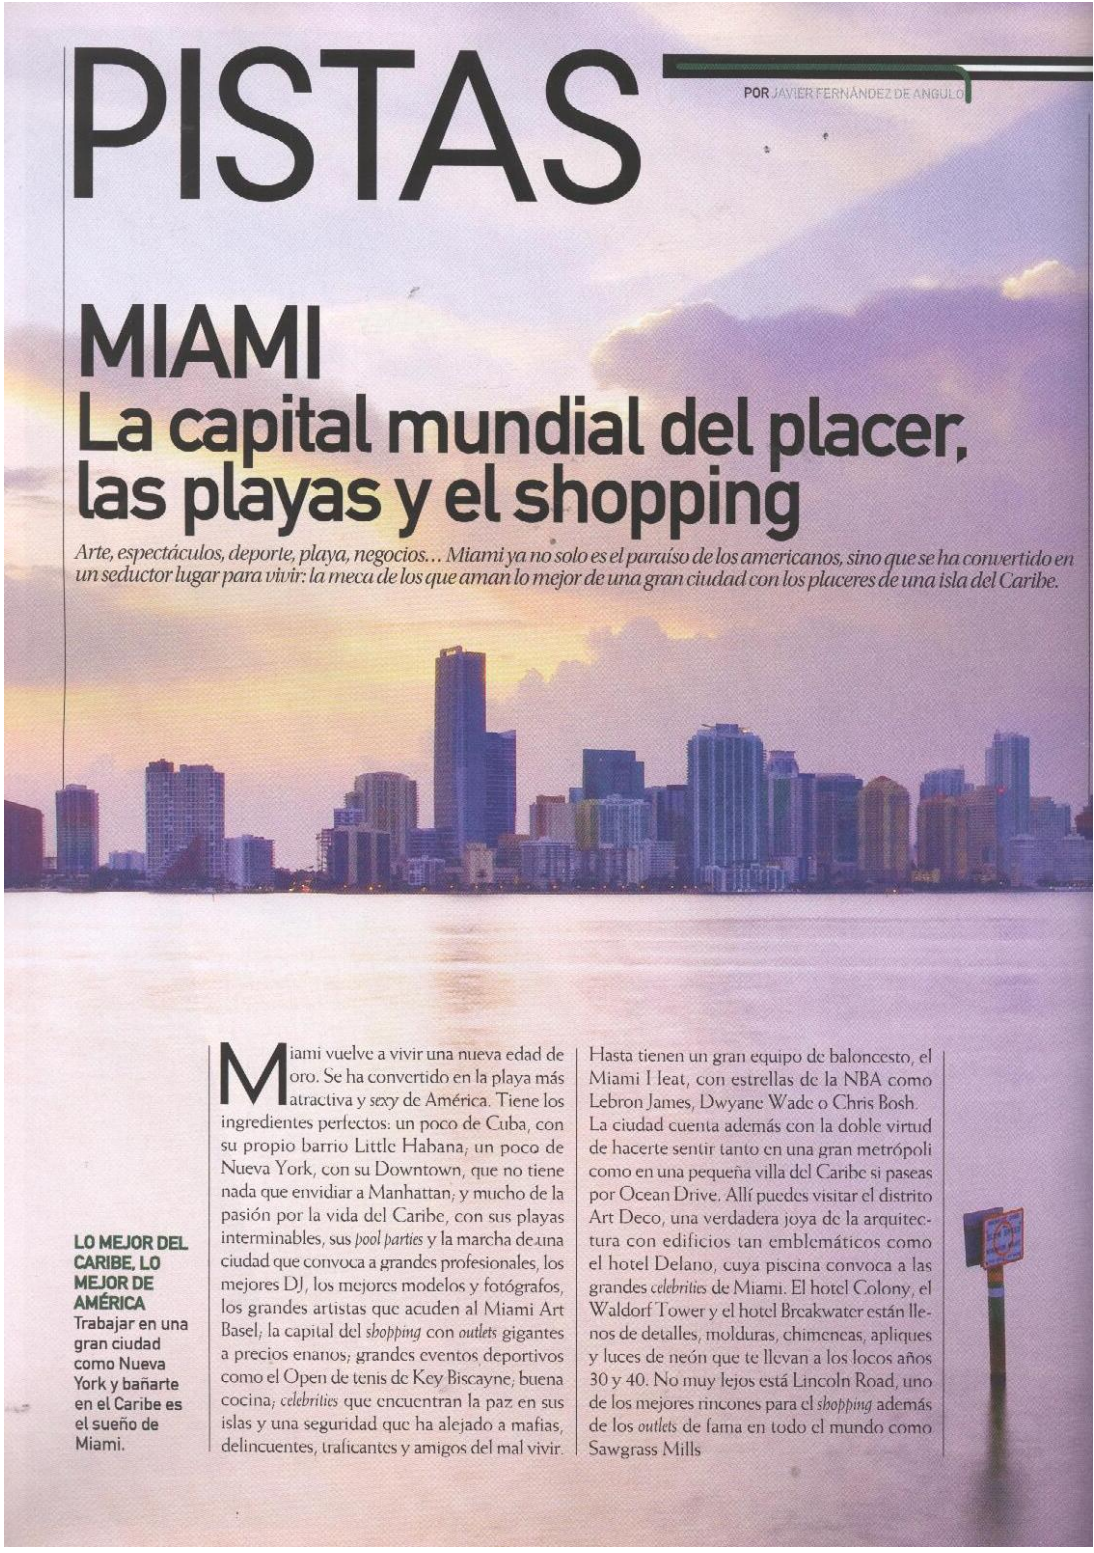 PISTAS
POR JAVIER FERNÁNDEZ DE ANGULO
MIAMI
La capital mundial del placer,
las playas y el shopping
Arte, espectáculos, deporte, playa, negocios... Miami ya no solo es el paraíso de los americanos, sino que se ha convertido en
un seductor lugar para vivir: la meca de los que aman lo mejor de una gran ciudad con los placeres de una isla del Caribe.
LO MEJOR DEL
CARIBE, LO
MEJOR DE
AMÉRICA
Trabajar en una
gran ciudad
como Nueva
York y bañarte
en el Caribe es
el sueño de
Miami.
Miami vuelve a vivir una nueva edad de
oro. Se ha convertido en la playa más
atractiva y sexy de América. Tiene los
ingredientes perfectos: un poco de Cuba, con
su propio barrio Little Habana; un poco de
Nueva York, con su Downtown, que no tiene
nada que envidiar a Manhattan; y mucho de la
pasión por la vida del Caribe, con sus playas
interminables, sus pool parties y la marcha de una
ciudad que convoca a grandes profesionales, los
mejores DJ, los mejores modelos y fotógrafos,
los grandes artistas que acuden al Miami Art
Basel; la capital del shopping con outlets gigantes
a precios enanos; grandes eventos deportivos
como el Open de tenis de Key Biscayne; buena
cocina; celebrities que encuentran la paz en sus
islas y una seguridad que ha alejado a mafias,
delincuentes, traficantes y amigos del mal vivir.
Hasta tienen un gran equipo de baloncesto, el
Miami Heat, con estrellas de la NBA como
Lebron James, Dwyane Wade o Chris Bosh.
La ciudad cuenta además con la doble virtud
de hacerte sentir tanto en una gran metrópoli
como en una pequeña villa del Caribe si paseas
por Ocean Drive. Allí puedes visitar el distrito
Art Deco, una verdadera joya de la arquitec-
tura con edificios tan emblemáticos como
el hotel Delano, cuya piscina convoca a las
grandes celebrities de Miami. El hotel Colony, el
Waldorf Tower y el hotel Breakwater están lle-
nos de detalles, molduras, chimeneas, apliques
y luces de neón que te llevan a los locos años
30 y 40. No muy lejos está Lincoln Road, uno
de los mejores rincones para el shopping además
de los outlets de fama en todo el mundo como
Sawgrass Mills